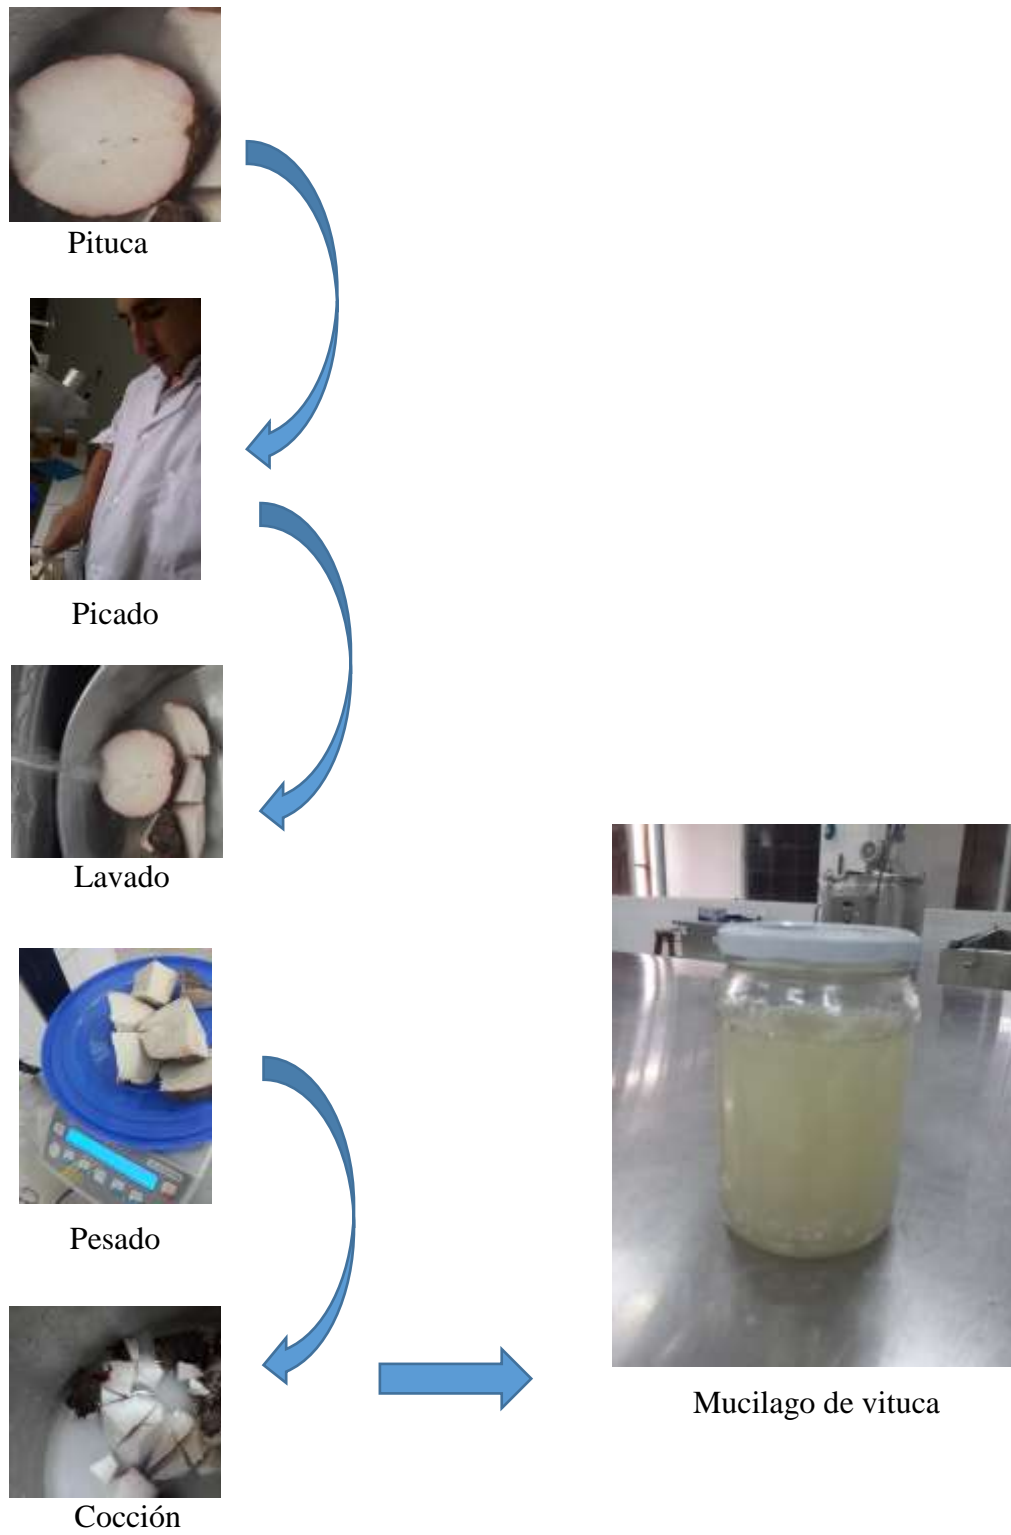 Pituca
Picado
Lavado
Pesado
Cocción
Mucilago de vituca